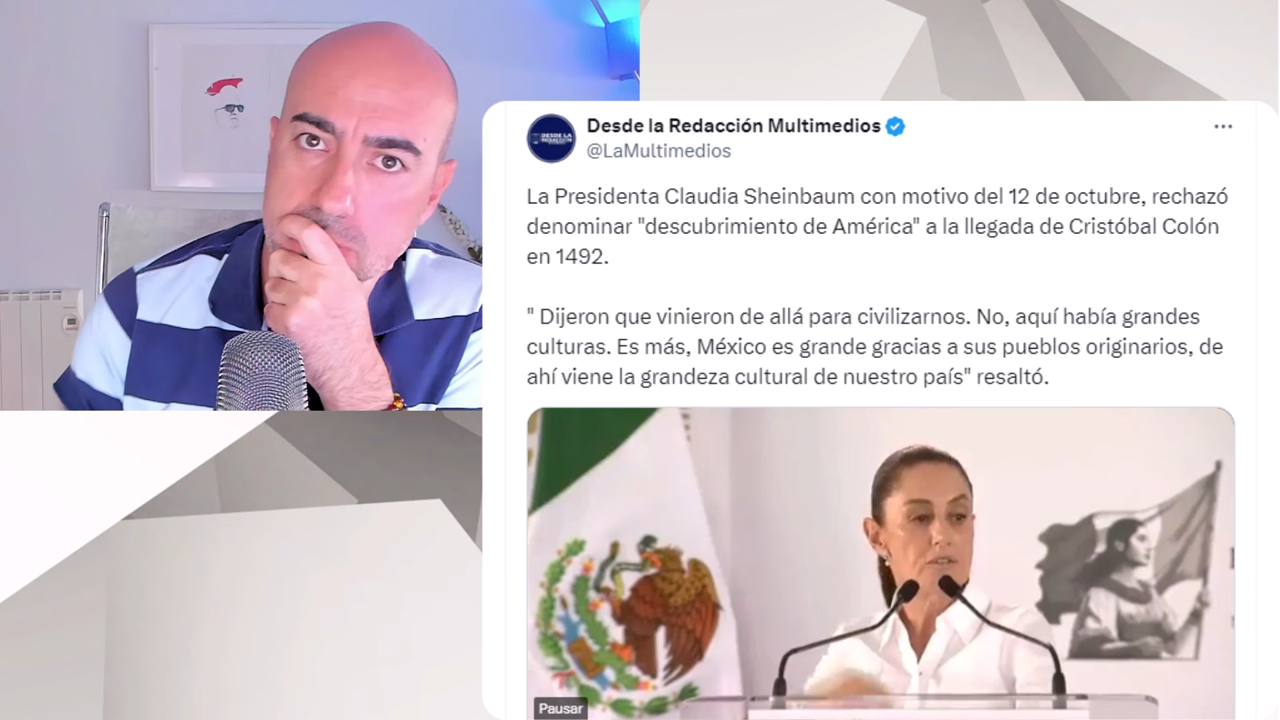 DESDE LA
REDACCIÓN
Desde la Redacción Multimedios
@LaMultimedios
La Presidenta Claudia Sheinbaum con motivo del 12 de octubre, rechazó
denominar "descubrimiento de América" a la llegada de Cristóbal Colón
en 1492.
" Dijeron que vinieron de allá para civilizarnos. No, aquí había grandes
culturas. Es más, México es grande gracias a sus pueblos originarios, de
ahí viene la grandeza cultural de nuestro país" resaltó.
Pausar